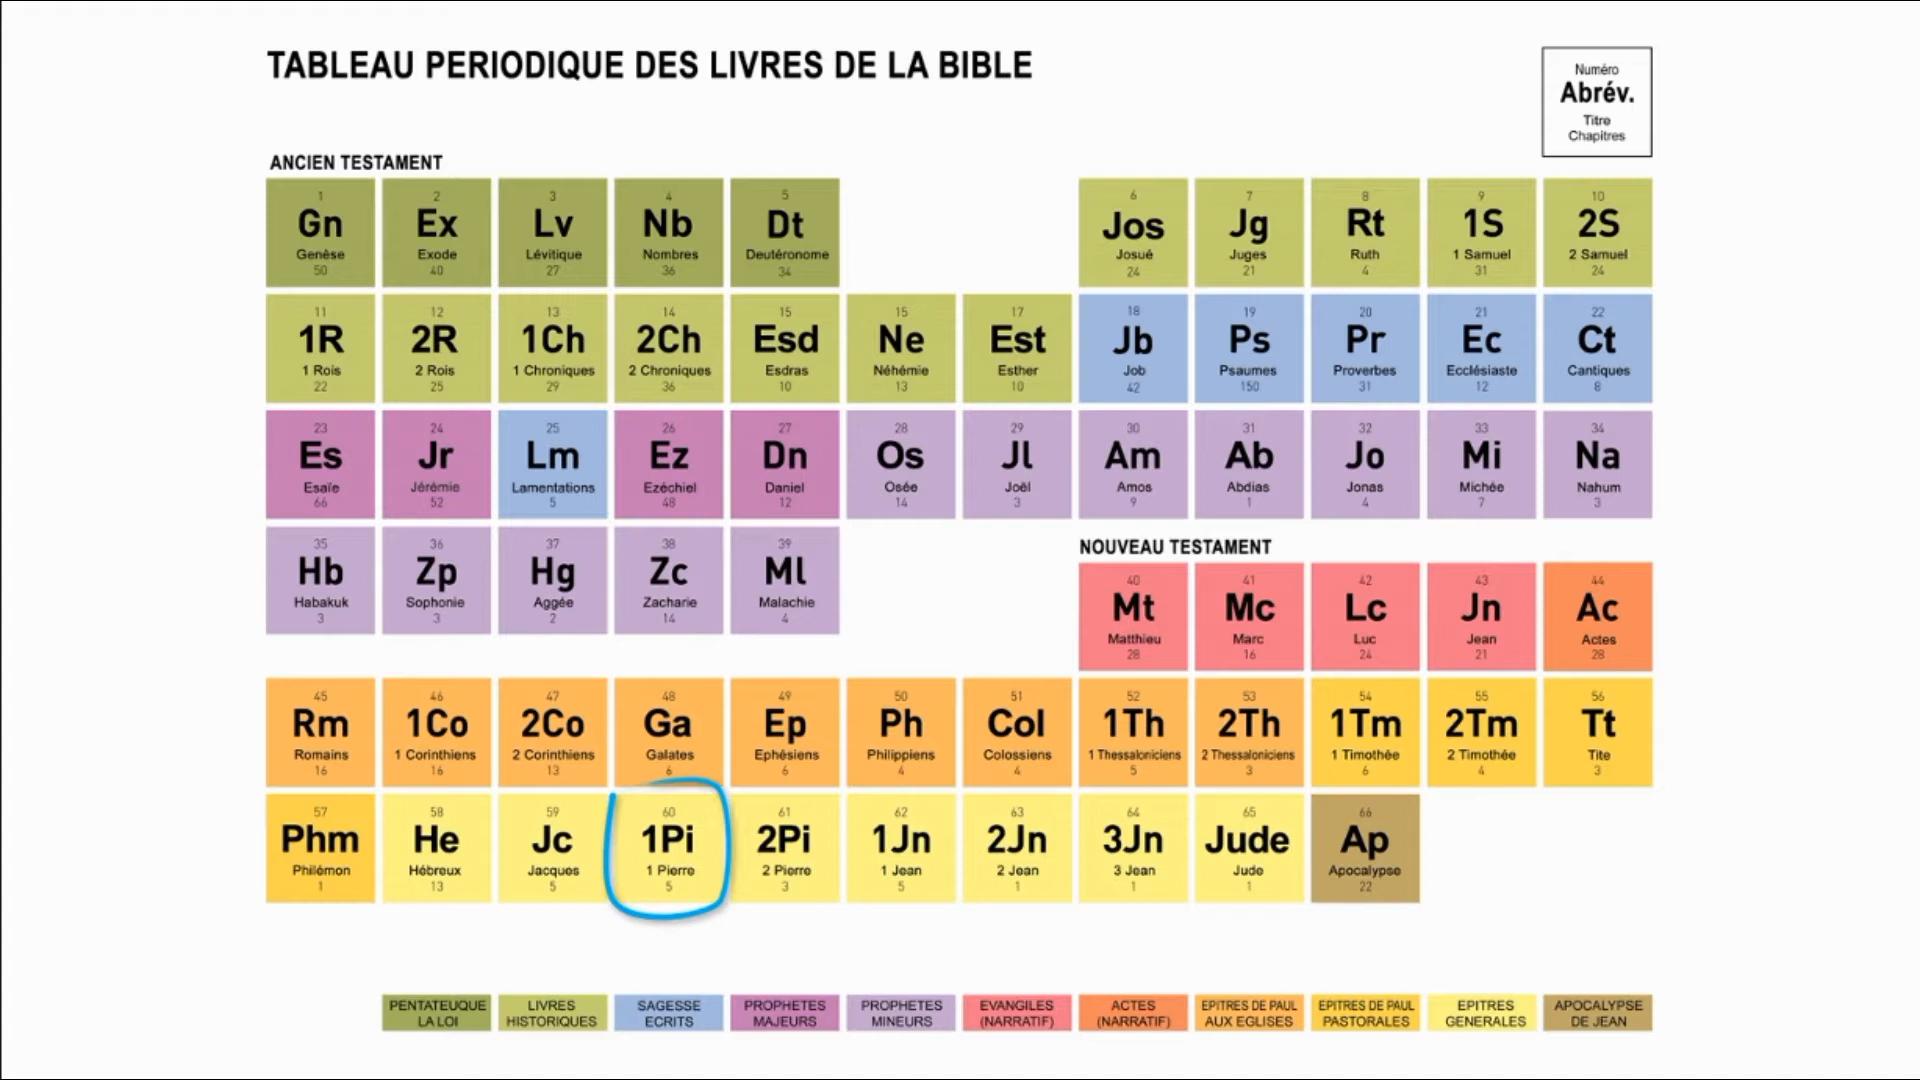 TABLEAU PERIODIQUE DES LIVRES DE LA BIBLE
Numéro
Abrév.
Titre
Chapitres
ANCIEN TESTAMENT
1 2 3 4 5 6 7 8 9 10
Gn Ex Lv Nb Dt Jos Jg Rt 1S 2S
Genèse Exode Lévitique Nombres Deutéronome Josué Juges Ruth 1 Samuel 2 Samuel
50 40 27 36 34 24 21 4 31 24
11 12 13 14 15 15 17 18 19 20 21 22
1R 2R 1Ch 2Ch Esd Ne Est Jb Ps Pr Ec Ct
1 Rois 2 Rois 1 Chroniques 2 Chroniques Esdras Néhémie Esther Job Psaumes Proverbes Ecclésiaste Cantiques
22 25 29 36 10 13 10 42 150 31 12 8
23 24 25 26 27 28 29 30 31 32 33 34
Es Jr Lm Ez Dn Os Jl Am Ab Jo Mi Na
Esaïe Jérémie Lamentations Ezéchiel Daniel Osée Joël Amos Abdias Jonas Michée Nahum
66 52 5 48 12 14 3 9 1 4 7 3
35 36 37 38 39
Hb Zp Hg Zc Ml
Habakuk Sophonie Aggée Zacharie Malachie
3 3 2 14 4
NOUVEAU TESTAMENT
40 41 42 43 44
Mt Mc Lc Jn Ac
Matthieu Marc Luc Jean Actes
28 16 24 21 28
45 46 47 48 49 50 51 52 53 54 55 56
Rm 1Co 2Co Ga Ep Ph Col 1Th 2Th 1Tm 2Tm Tt
Romains 1 Corinthiens 2 Corinthiens Galates Ephésiens Philippiens Colossiens 1 Thessaloniciens 2 Thessaloniciens 1 Timothée 2 Timothée Tite
16 16 13 6 6 4 4 5 3 6 4 3
57 58 59 60 61 62 63 64 65 66
Phm He Jc 1Pi 2Pi 1Jn 2Jn 3Jn Jude Ap
Philémon Hébreux Jacques 1 Pierre 2 Pierre 1 Jean 2 Jean 3 Jean Jude Apocalypse
1 13 5 5 3 5 1 1 1 22
PENTATEUQUE LIVRES SAGESSE PROPHETES PROPHETES EVANGILES ACTES EPITRES DE PAUL EPITRES DE PAUL EPITRES APOCALYPSE
LA LOI HISTORIQUES ECRITS MAJEURS MINEURS (NARRATIF) (NARRATIF) AUX EGLISES PASTORALES GENERALES DE JEAN